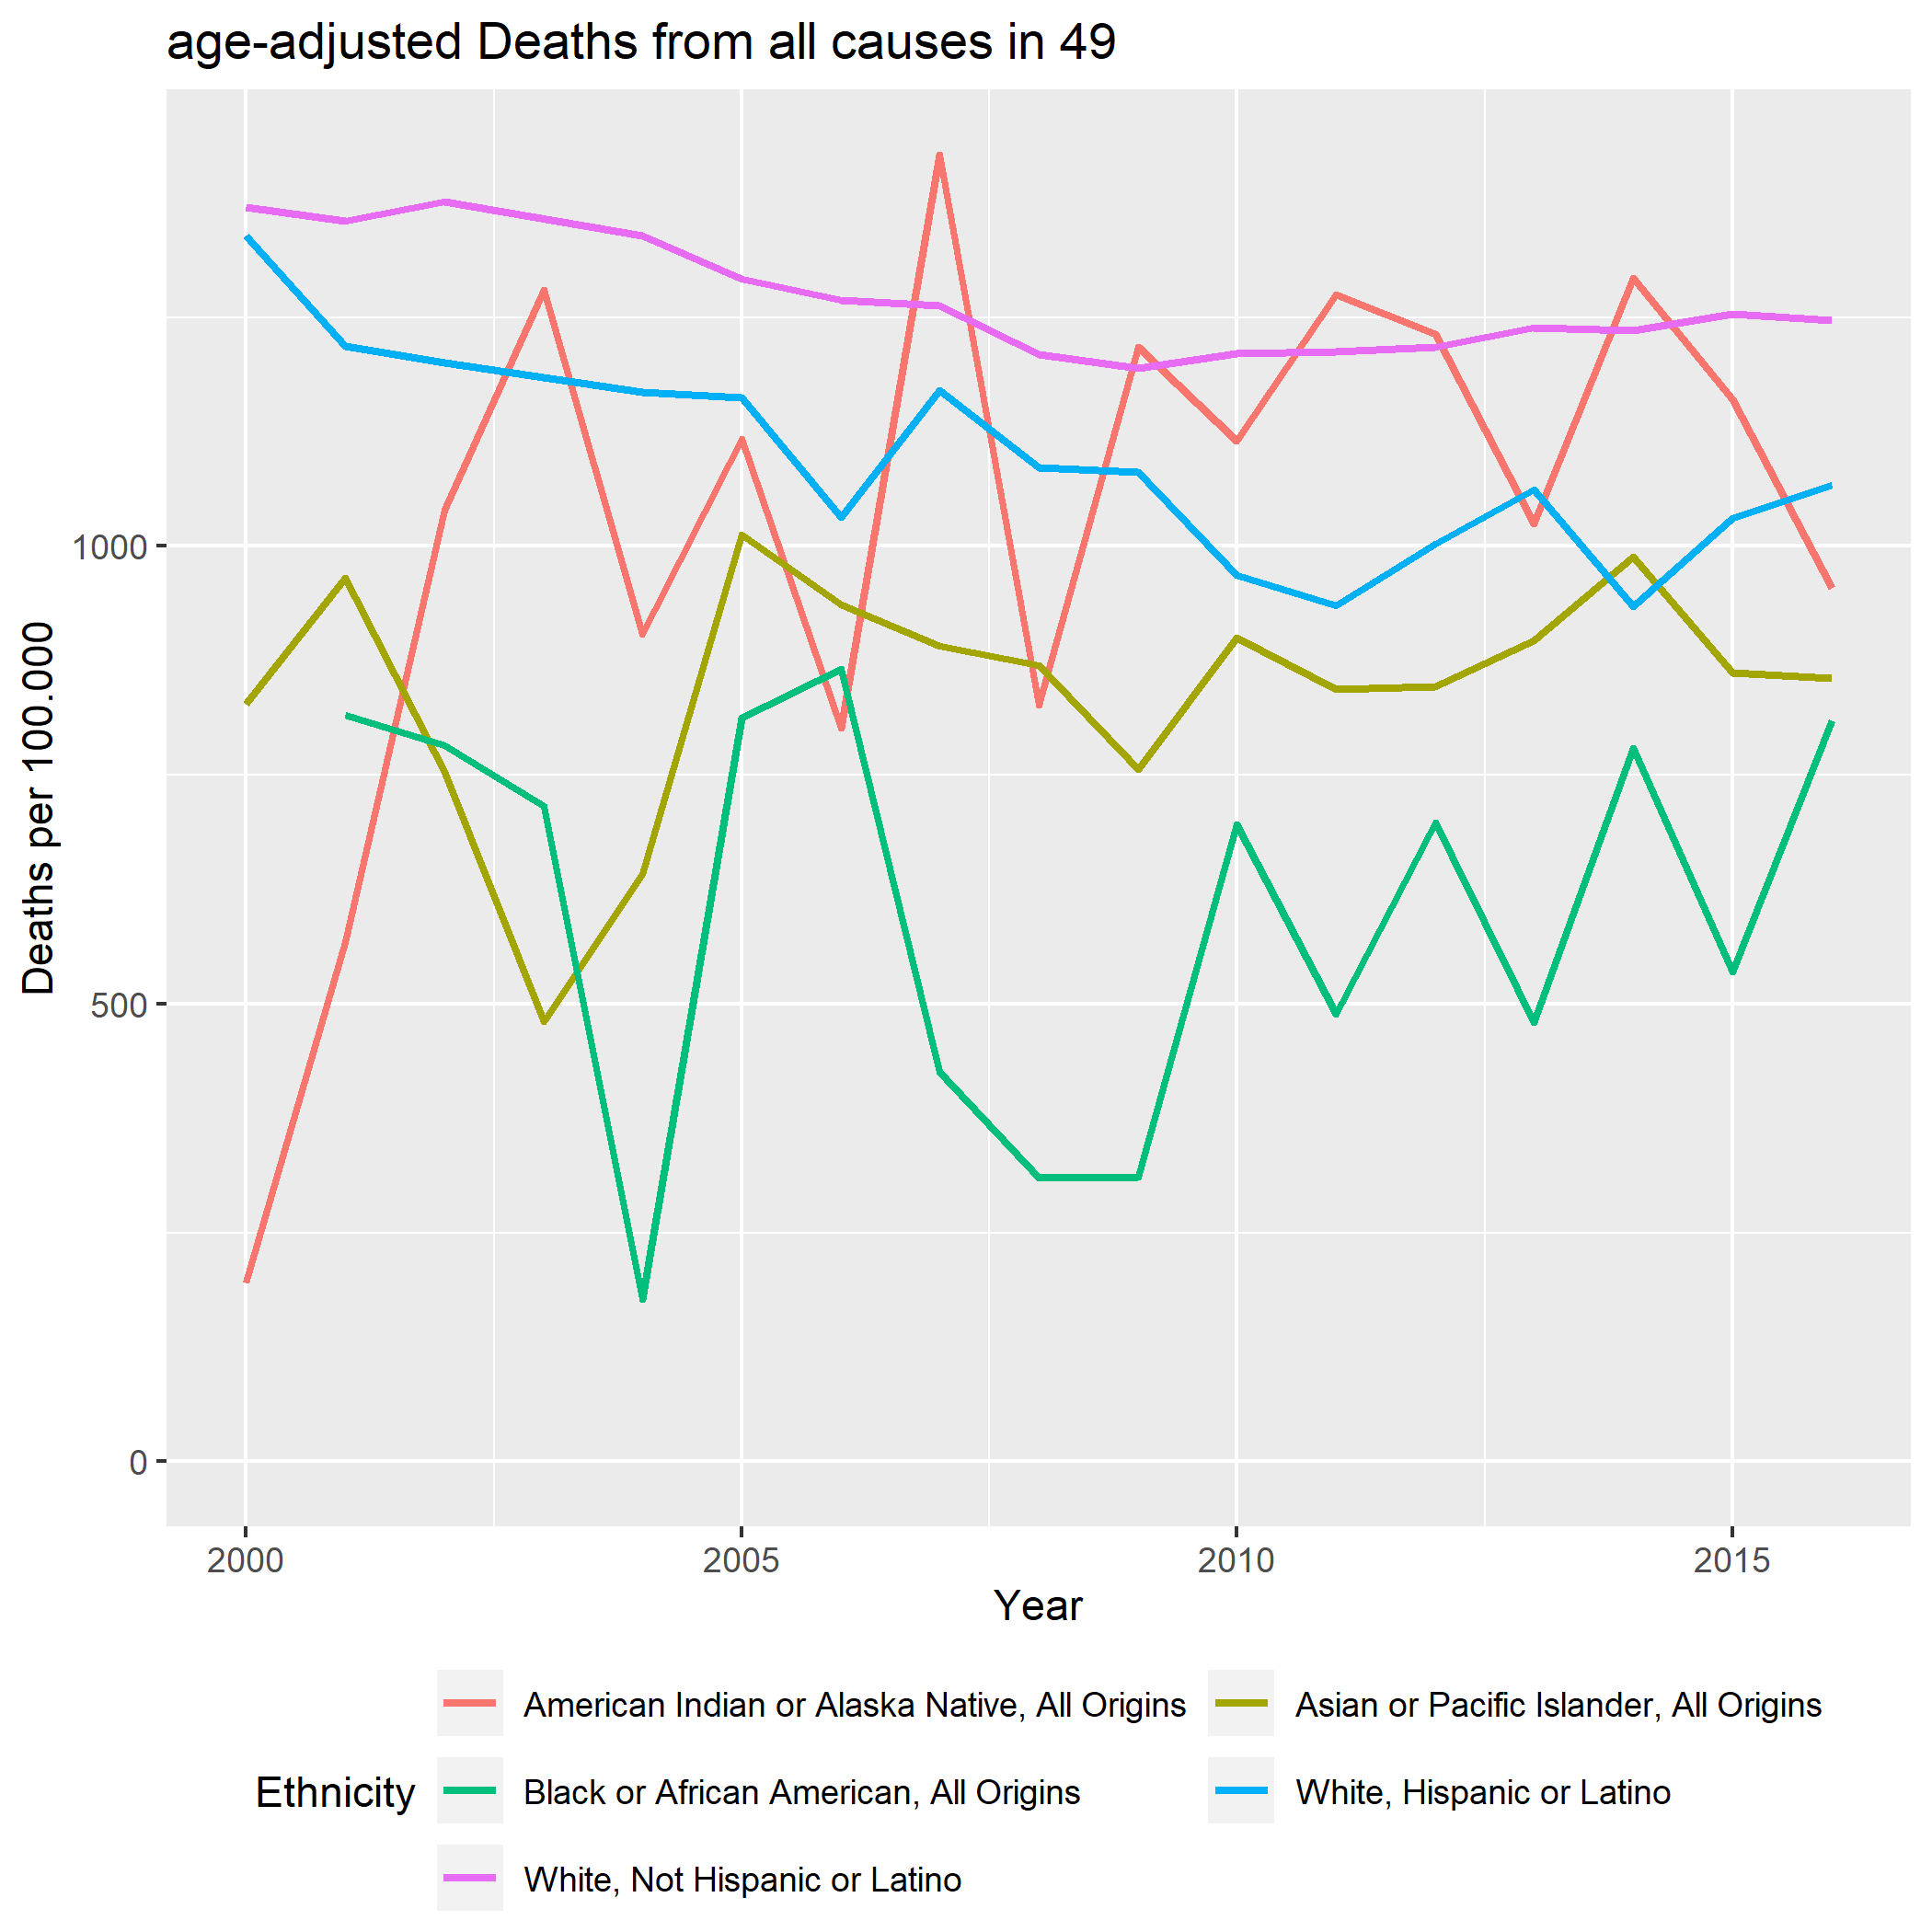 age-adjusted Deaths from all causes in 49
Deaths per 100.000
1000
500
0
2000 2005 2010 2015
Year
Ethnicity
American Indian or Alaska Native, All Origins
Asian or Pacific Islander, All Origins
Black or African American, All Origins
White, Hispanic or Latino
White, Not Hispanic or Latino